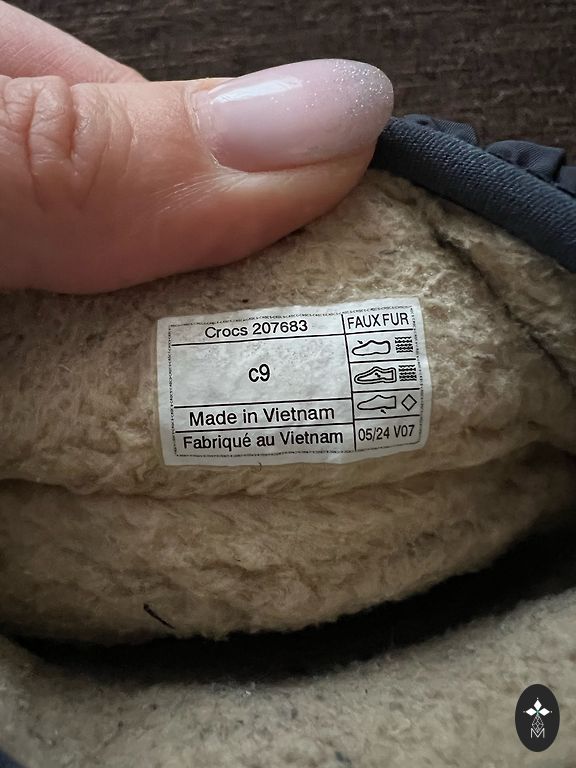 Crocs 207683
FAUX FUR
c9
Made in Vietnam
Fabriqué au Vietnam
05/24 V07
M